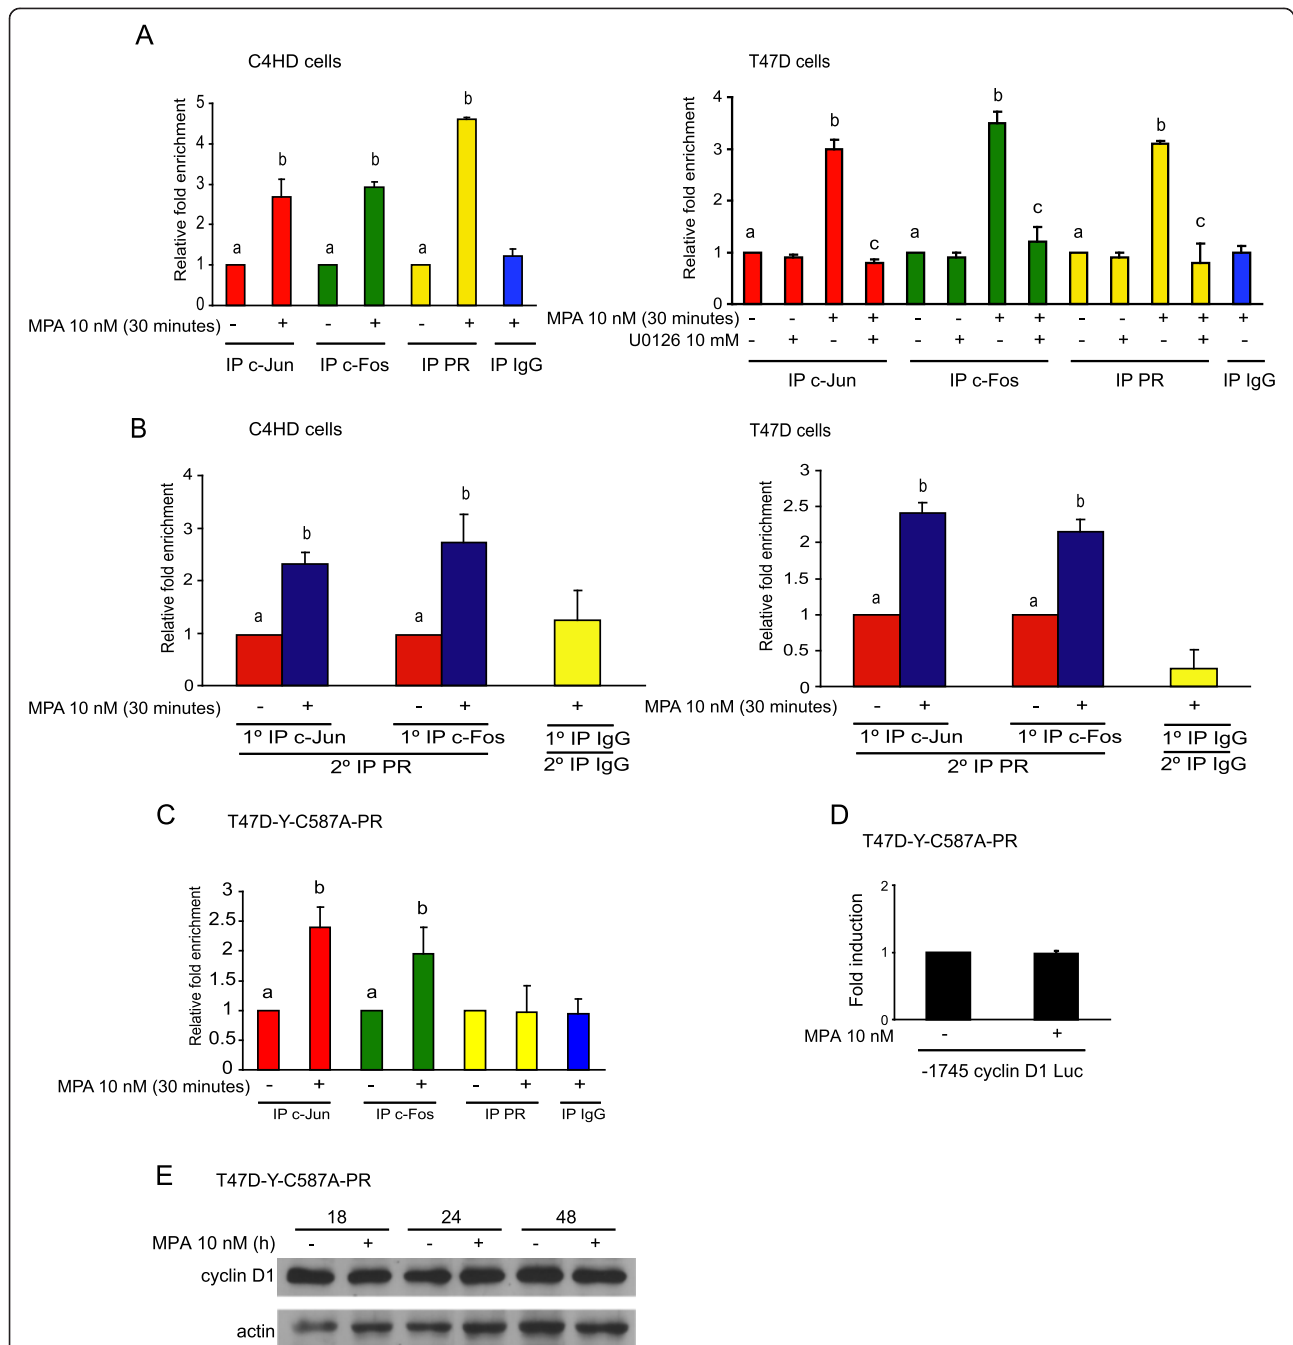 A
C4HD cells
T47D cells
Relative fold enrichment
5
4
3
2
1
0
a
b
a
b
a
b
MPA 10 nM (30 minutes)
- + - + - + +
IP c-Jun IP c-Fos IP PR IP IgG
Relative fold enrichment
4
3
2
1
0
a
b
c
a
b
c
a
b
c
MPA 10 nM (30 minutes) - - + + - - + + - - + + +
U0126 10 mM - + - + - + - + - + - + -
IP c-Jun IP c-Fos IP PR IP IgG
B
C4HD cells
T47D cells
Relative fold enrichment
4
3
2
1
0
a
b
a
b
MPA 10 nM (30 minutes) - + - + +
1º IP c-Jun 1º IP c-Fos 1º IP IgG
2º IP PR 2º IP IgG
Relative fold enrichment
3
2.5
2
1.5
1
0.5
0
a
b
a
b
MPA 10 nM (30 minutes) - + - + +
1º IP c-Jun 1º IP c-Fos 1º IP IgG
2º IP PR 2º IP IgG
C
T47D-Y-C587A-PR
Relative fold enrichment
3
2.5
2
1.5
1
0.5
0
a
b
a
b
MPA 10 nM (30 minutes) - + - + - + +
IP c-Jun IP c-Fos IP PR IP IgG
D
T47D-Y-C587A-PR
Fold induction
2
1
0
MPA 10 nM - +
-1745 cyclin D1 Luc
E
T47D-Y-C587A-PR
18 24 48
MPA 10 nM (h) - + - + - +
cyclin D1
actin